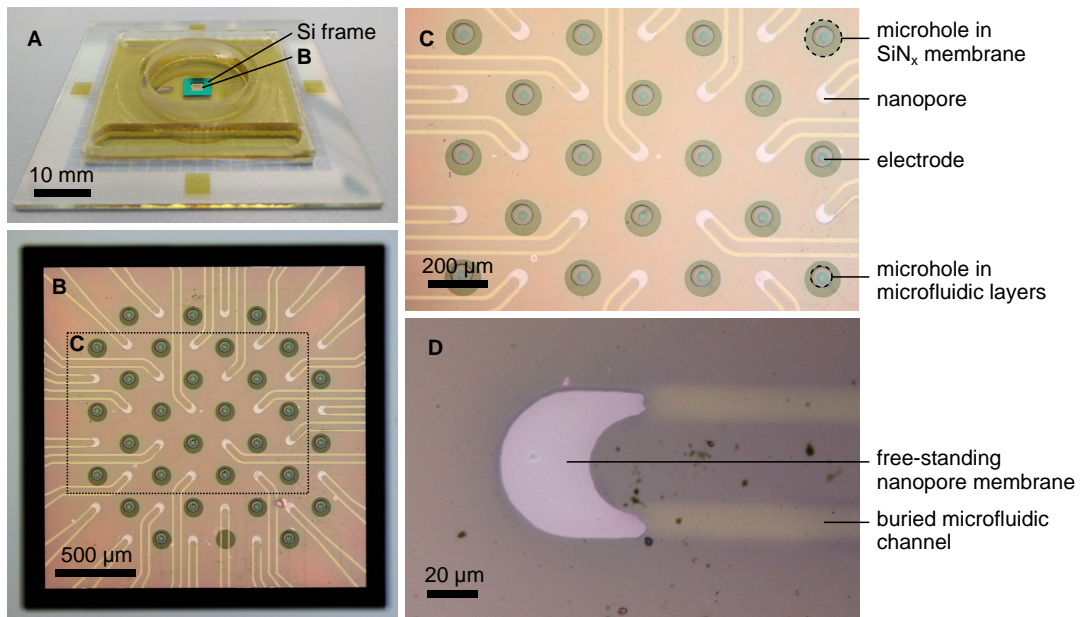 A
Si frame
B
10 mm
B
C
500 µm
C
200 µm
microhole in
SiNx membrane
nanopore
electrode
microhole in
microfluidic layers
D
20 µm
free-standing
nanopore membrane
buried microfluidic
channel